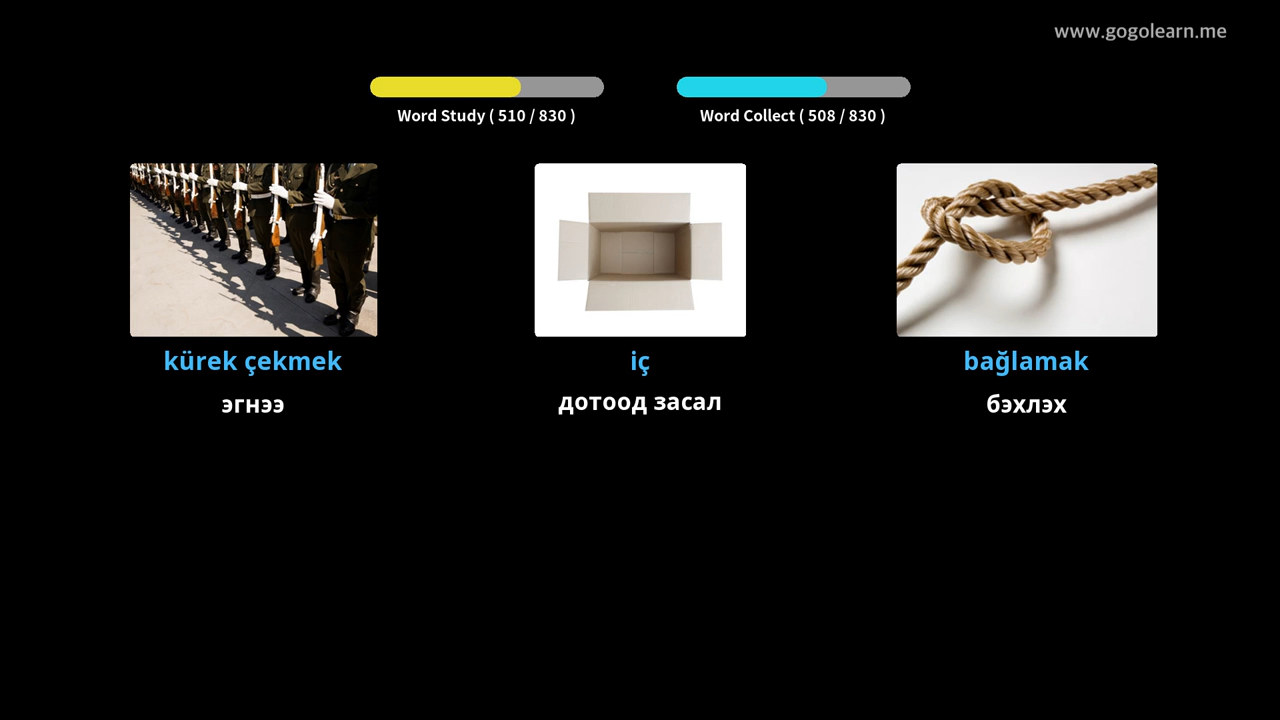 www.gogolearn.me
Word Study ( 510 / 830 )
Word Collect ( 508 / 830 )
kürek çekmek
эгнээ
iç
дотоод засал
bağlamak
бэхлэх